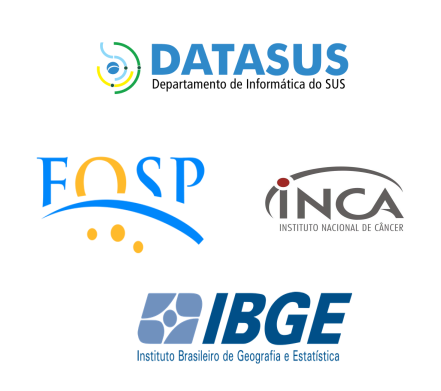 DATASUS
Departamento de Informática do SUS
FOSP
INCA
INSTITUTO NACIONAL DE CÂNCER
IBGE
Instituto Brasileiro de Geografia e Estatística